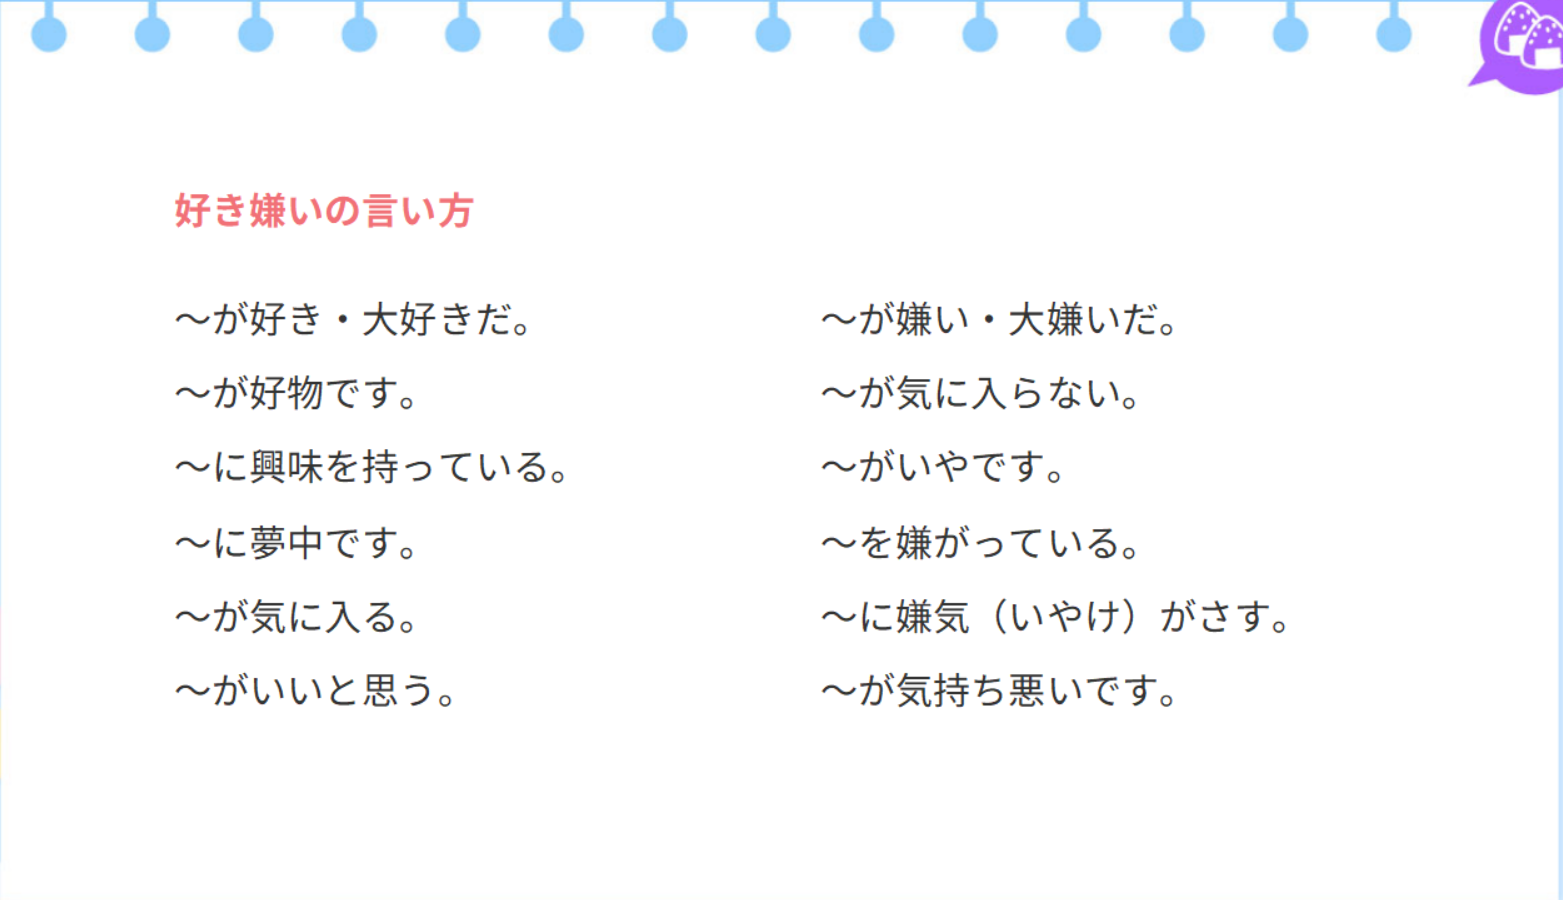 好き嫌いの言い方
〜が好き・大好きだ。
〜が好物です。
〜に興味を持っている。
〜に夢中です。
〜が気に入る。
〜がいいと思う。
〜が嫌い・大嫌いだ。
〜が気に入らない。
〜がいやです。
〜を嫌がっている。
〜に嫌気（いやけ）がさす。
〜が気持ち悪いです。